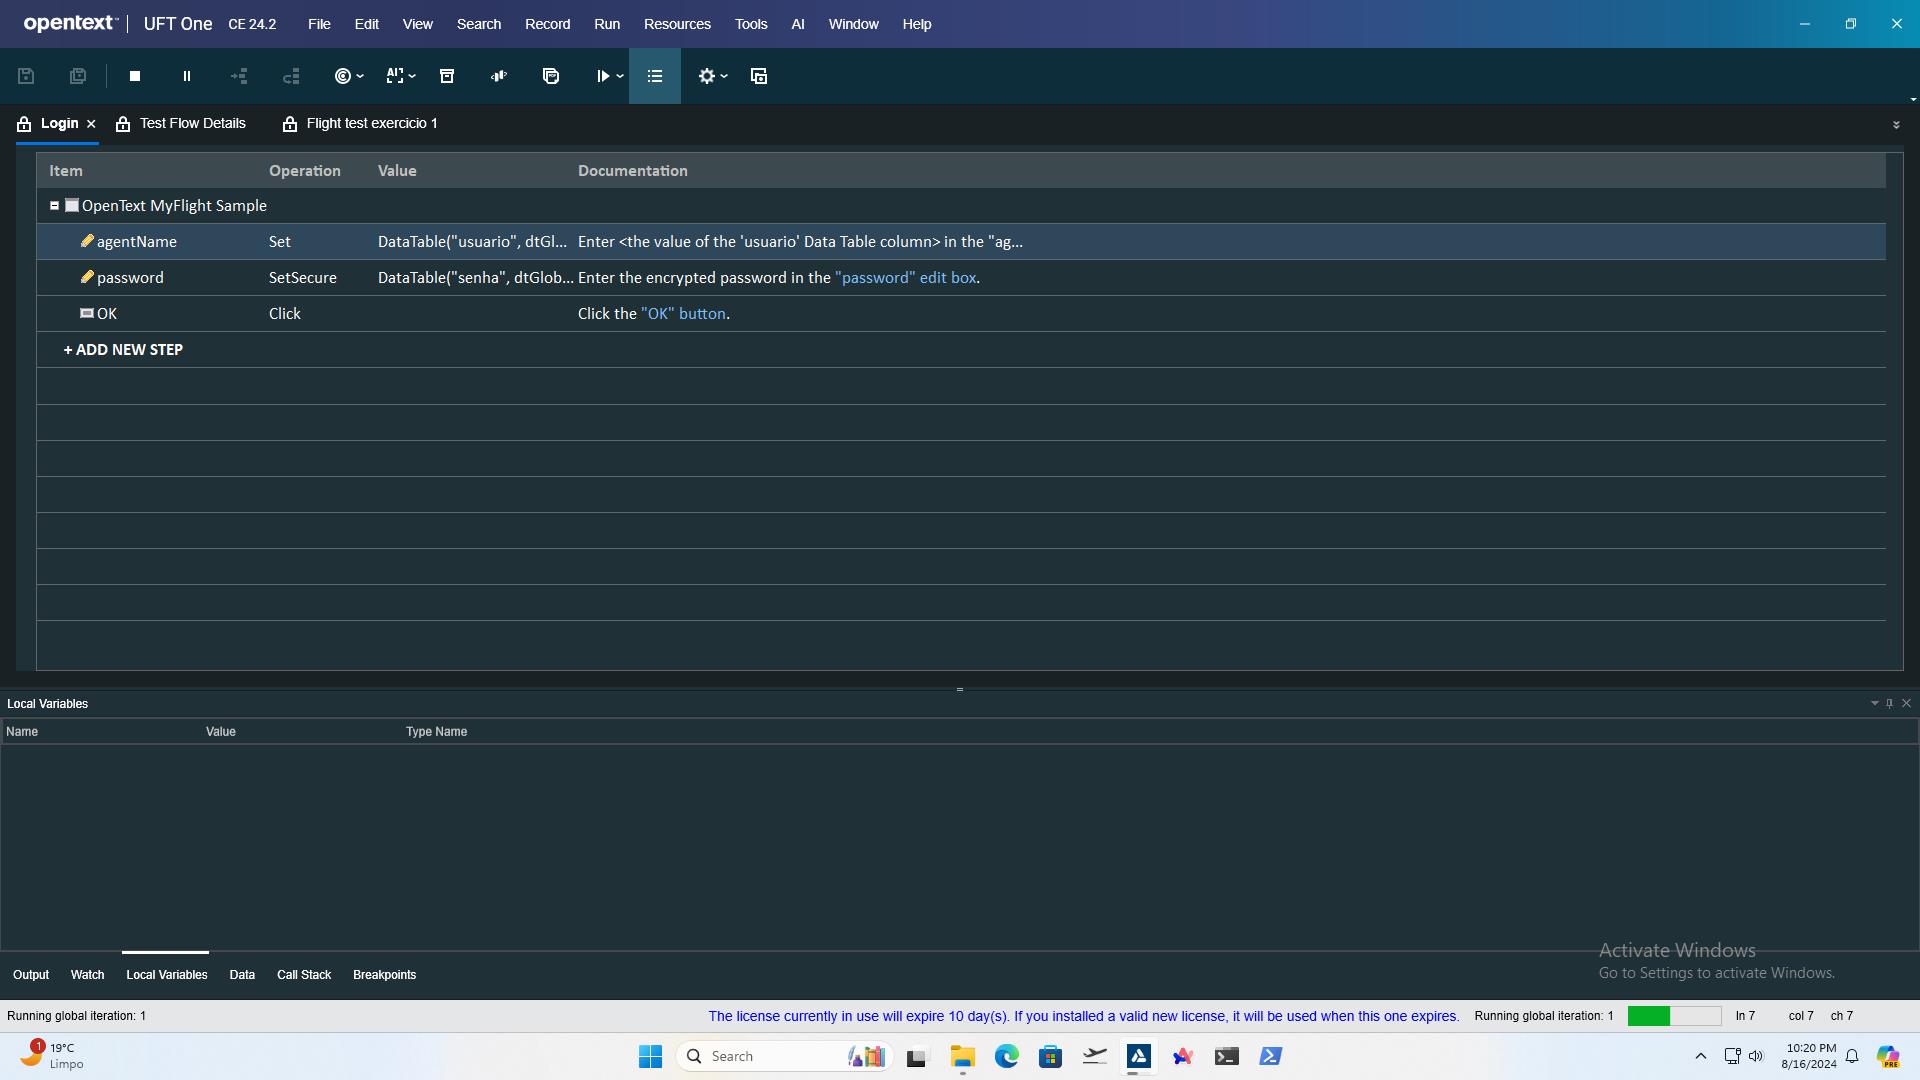 opentext™ | UFT One CE 24.2 File Edit View Search Record Run Resources Tools AI Window Help
Login Test Flow Details Flight test exercicio 1
Item Operation Value Documentation
OpenText MyFlight Sample
agentName Set DataTable("usuario", dtGl... Enter <the value of the 'usuario' Data Table column> in the "ag...
password SetSecure DataTable("senha", dtGlob... Enter the encrypted password in the "password" edit box.
OK Click Click the "OK" button.
+ ADD NEW STEP
Local Variables
Name Value Type Name
Activate Windows
Go to Settings to activate Windows.
Output Watch Local Variables Data Call Stack Breakpoints
Running global iteration: 1 The license currently in use will expire 10 day(s). If you installed a valid new license, it will be used when this one expires. Running global iteration: 1 ln 7 col 7 ch 7
1 19°C
Limpo
Search
10:20 PM
8/16/2024
PRE